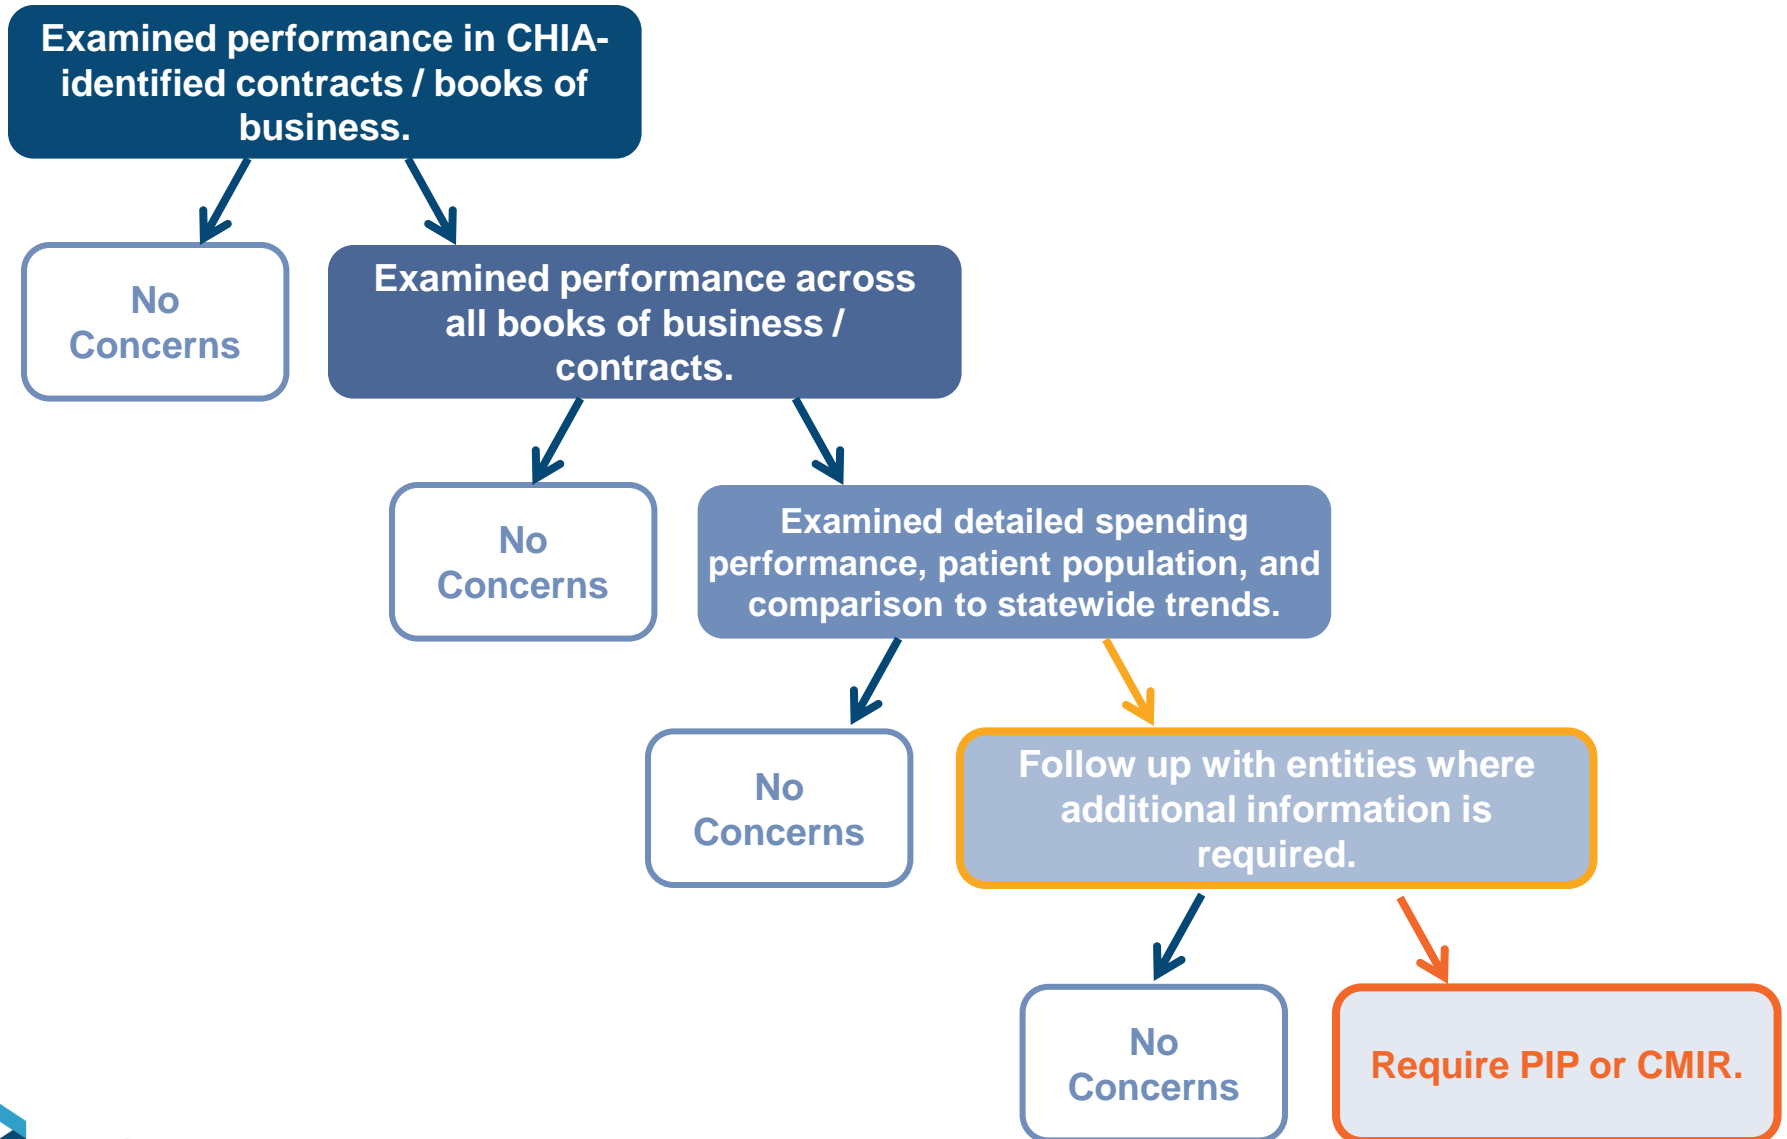 Examined performance in CHIA-
identified contracts / books of
business.
No
Concerns
Examined performance across
all books of business /
contracts.
No
Concerns
Examined detailed spending
performance, patient population, and
comparison to statewide trends.
No
Concerns
Follow up with entities where
additional information is
required.
No
Concerns
Require PIP or CMIR.